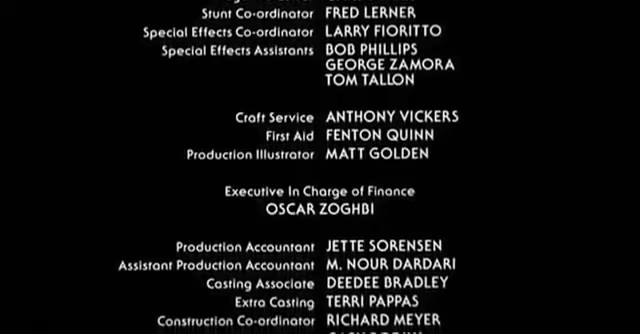 Stunt Co-ordinator FRED LERNER
Special Effects Co-ordinator LARRY FIORITTO
Special Effects Assistants BOB PHILLIPS
GEORGE ZAMORA
TOM TALLON
Craft Service ANTHONY VICKERS
First Aid FENTON QUINN
Production Illustrator MATT GOLDEN
Executive In Charge of Finance
OSCAR ZOGHBI
Production Accountant JETTE SORENSEN
Assistant Production Accountant M. NOUR DARDARI
Casting Associate DEEDEE BRADLEY
Extra Casting TERRI PAPPAS
Construction Co-ordinator RICHARD MEYER